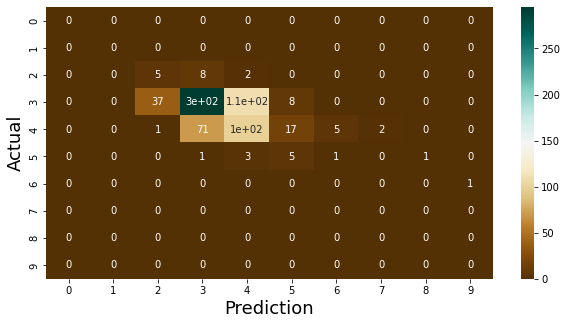 0 0 0 0 0 0 0 0 0 0 0
1 0 0 0 0 0 0 0 0 0 0
2 0 0 5 8 2 0 0 0 0 0
3 0 0 37 3e+02 1.1e+02 8 0 0 0 0
4 0 0 1 71 1e+02 17 5 2 0 0
5 0 0 0 1 3 5 1 0 1 0
6 0 0 0 0 0 0 0 0 0 1
7 0 0 0 0 0 0 0 0 0 0
8 0 0 0 0 0 0 0 0 0 0
9 0 0 0 0 0 0 0 0 0 0
0 1 2 3 4 5 6 7 8 9
Actual
Prediction
250
200
150
100
50
0